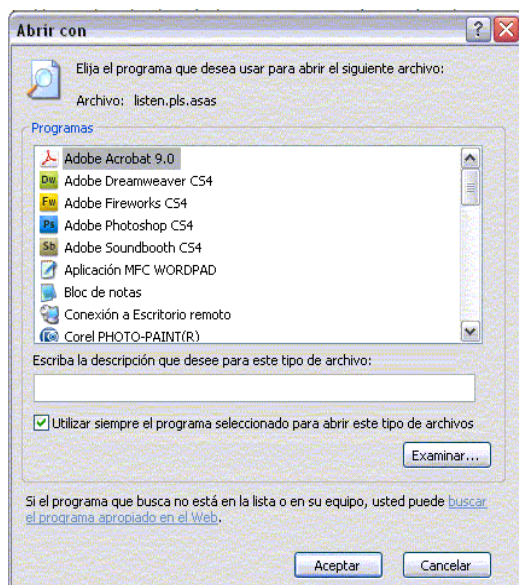 Abrir con
Elija el programa que desea usar para abrir el siguiente archivo:
Archivo: listen.pls.asas
Programas
Adobe Acrobat 9.0
Dw Adobe Dreamweaver CS4
Fw Adobe Fireworks CS4
Ps Adobe Photoshop CS4
Sb Adobe Soundbooth CS4
Aplicación MFC WORDPAD
Bloc de notas
Conexión a Escritorio remoto
Corel PHOTO-PAINT(R)
Escriba la descripción que desee para este tipo de archivo:
Utilizar siempre el programa seleccionado para abrir este tipo de archivos
Examinar...
Si el programa que busca no está en la lista o en su equipo, usted puede buscar
el programa apropiado en el Web.
Aceptar Cancelar